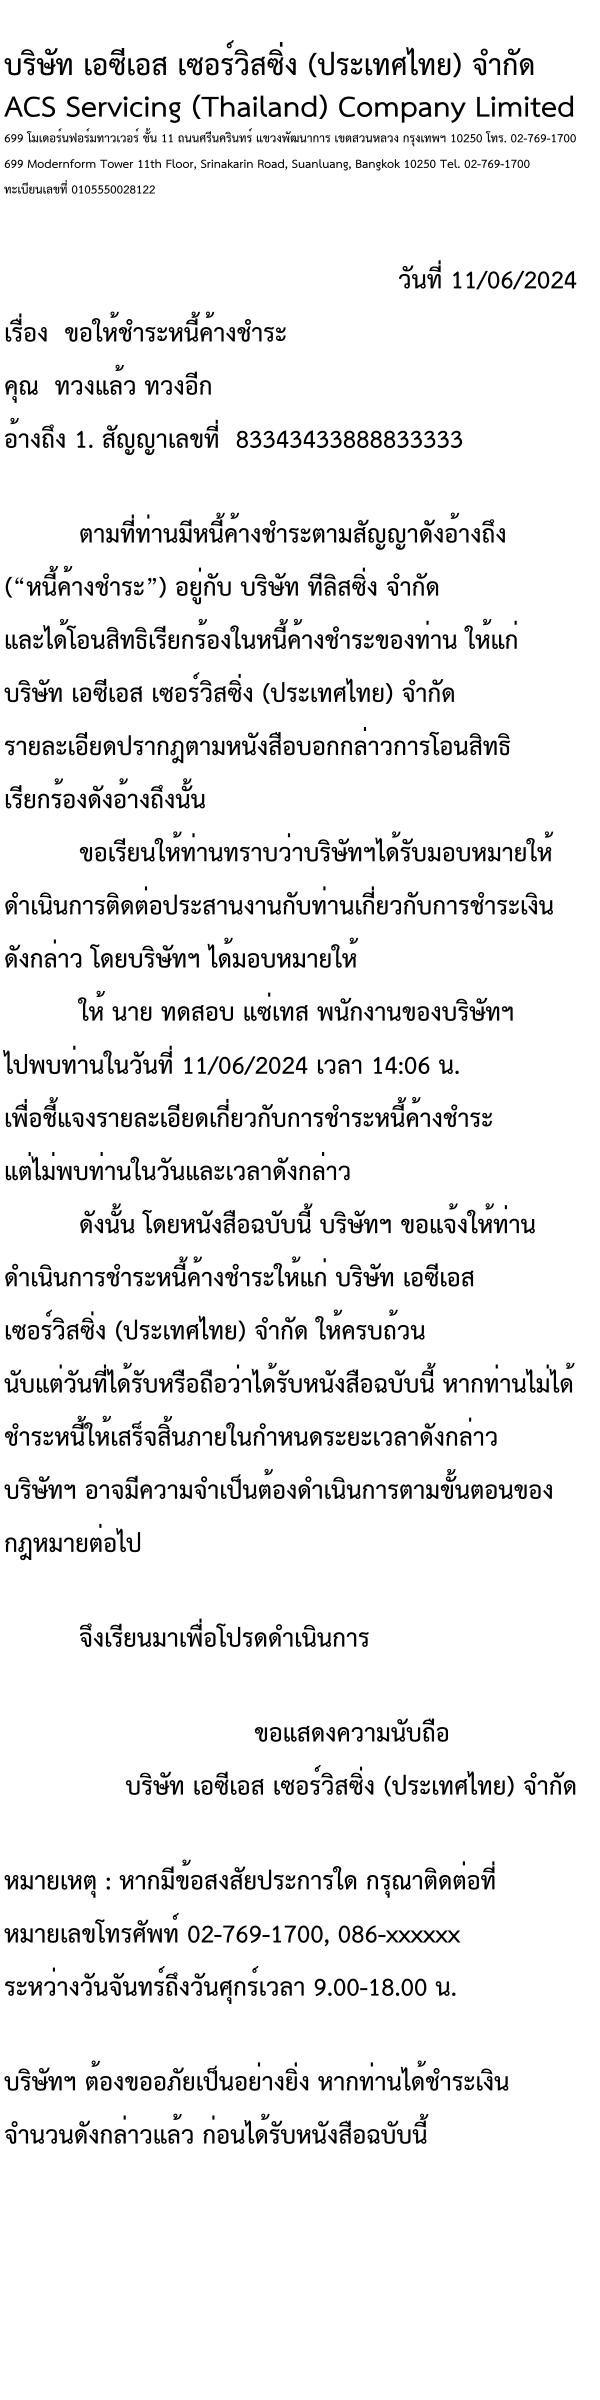 บริษัท เอซีเอส เซอร์วิสซิ่ง (ประเทศไทย) จำกัด
ACS Servicing (Thailand) Company Limited
699 โมเดอร์นฟอร์มทาวเวอร์ ชั้น 11 ถนนศรีนครินทร์ แขวงพัฒนาการ เขตสวนหลวง กรุงเทพฯ 10250 โทร. 02-769-1700
699 Modernform Tower 11th Floor, Srinakarin Road, Suanluang, Bangkok 10250 Tel. 02-769-1700
ทะเบียนเลขที่ 0105550028122
วันที่ 11/06/2024
เรื่อง ขอให้ชำระหนี้ค้างชำระ
คุณ ทวงแล้ว ทวงอีก
อ้างถึง 1. สัญญาเลขที่ 83343433888833333
ตามที่ท่านมีหนี้ค้างชำระตามสัญญาดังอ้างถึง
(“หนี้ค้างชำระ”) อยู่กับ บริษัท ทีลิสซิ่ง จำกัด
และได้โอนสิทธิเรียกร้องในหนี้ค้างชำระของท่าน ให้แก่
บริษัท เอซีเอส เซอร์วิสซิ่ง (ประเทศไทย) จำกัด
รายละเอียดปรากฎตามหนังสือบอกกล่าวการโอนสิทธิ
เรียกร้องดังอ้างถึงนั้น
ขอเรียนให้ท่านทราบว่าบริษัทฯได้รับมอบหมายให้
ดำเนินการติดต่อประสานงานกับท่านเกี่ยวกับการชำระเงิน
ดังกล่าว โดยบริษัทฯ ได้มอบหมายให้
ให้ นาย ทดสอบ แซ่เทส พนักงานของบริษัทฯ
ไปพบท่านในวันที่ 11/06/2024 เวลา 14:06 น.
เพื่อชี้แจงรายละเอียดเกี่ยวกับการชำระหนี้ค้างชำระ
แต่ไม่พบท่านในวันและเวลาดังกล่าว
ดังนั้น โดยหนังสือฉบับนี้ บริษัทฯ ขอแจ้งให้ท่าน
ดำเนินการชำระหนี้ค้างชำระให้แก่ บริษัท เอซีเอส
เซอร์วิสซิ่ง (ประเทศไทย) จำกัด ให้ครบถ้วน
นับแต่วันที่ได้รับหรือถือว่าได้รับหนังสือฉบับนี้ หากท่านไม่ได้
ชำระหนี้ให้เสร็จสิ้นภายในกำหนดระยะเวลาดังกล่าว
บริษัทฯ อาจมีความจำเป็นต้องดำเนินการตามขั้นตอนของ
กฎหมายต่อไป
จึงเรียนมาเพื่อโปรดดำเนินการ
ขอแสดงความนับถือ
บริษัท เอซีเอส เซอร์วิสซิ่ง (ประเทศไทย) จำกัด
หมายเหตุ : หากมีข้อสงสัยประการใด กรุณาติดต่อที่
หมายเลขโทรศัพท์ 02-769-1700, 086-xxxxxx
ระหว่างวันจันทร์ถึงวันศุกร์เวลา 9.00-18.00 น.
บริษัทฯ ต้องขออภัยเป็นอย่างยิ่ง หากท่านได้ชำระเงิน
จำนวนดังกล่าวแล้ว ก่อนได้รับหนังสือฉบับนี้